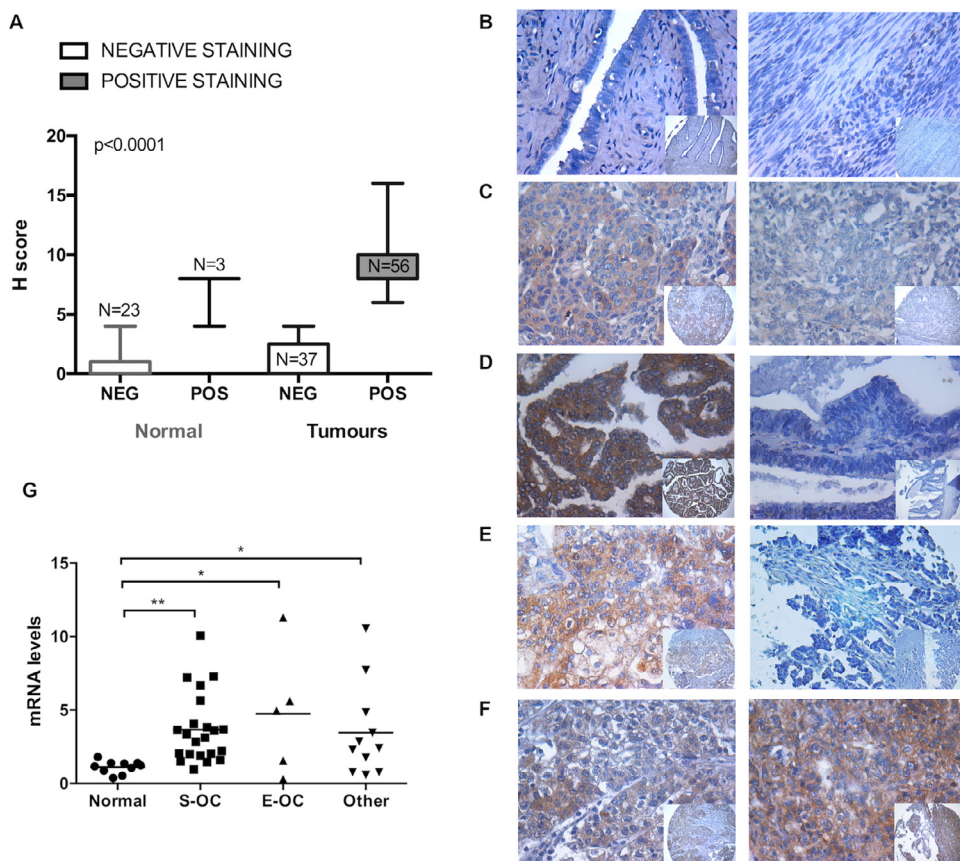 A
NEGATIVE STAINING
POSITIVE STAINING
20
15
10
5
0
H score
p<0.0001
N=23
N=3
N=37
N=56
NEG
POS
NEG
POS
Normal
Tumours
G
15
10
5
0
mRNA levels
*
*
**
Normal
S-OC
E-OC
Other
B
C
D
E
F